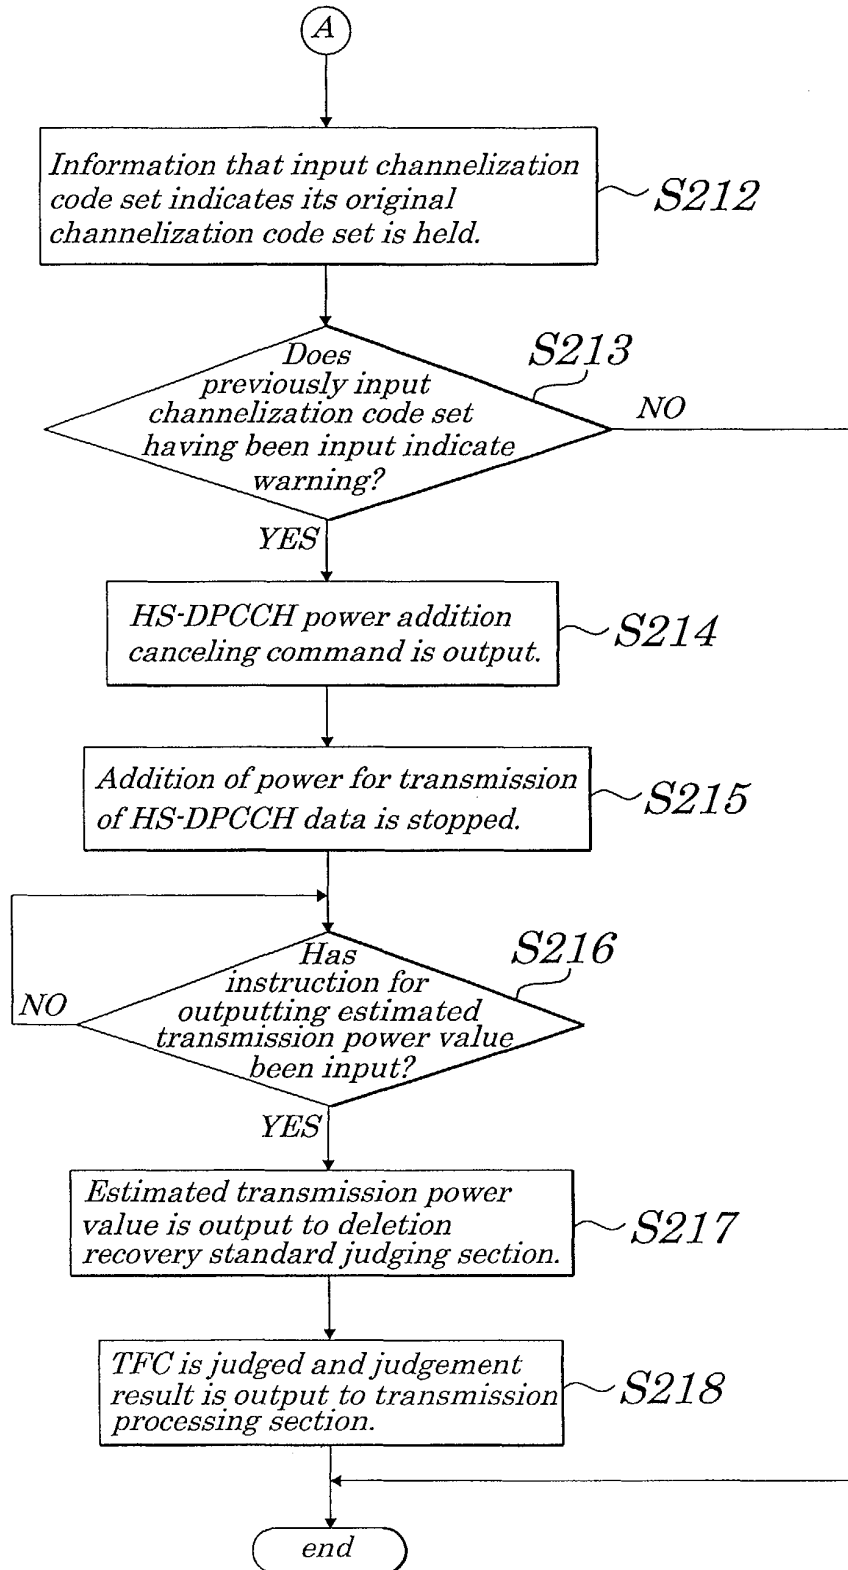 A
Information that input channelization
code set indicates its original
channelization code set is held.
S212
Does
previously input
channelization code set
having been input indicate
warning?
S213
NO
YES
HS-DPCCH power addition
canceling command is output.
S214
Addition of power for transmission
of HS-DPCCH data is stopped.
S215
Has
instruction for
outputting estimated
transmission power value
been input?
S216
NO
YES
Estimated transmission power
value is output to deletion
recovery standard judging section.
S217
TFC is judged and judgement
result is output to transmission
processing section.
S218
end